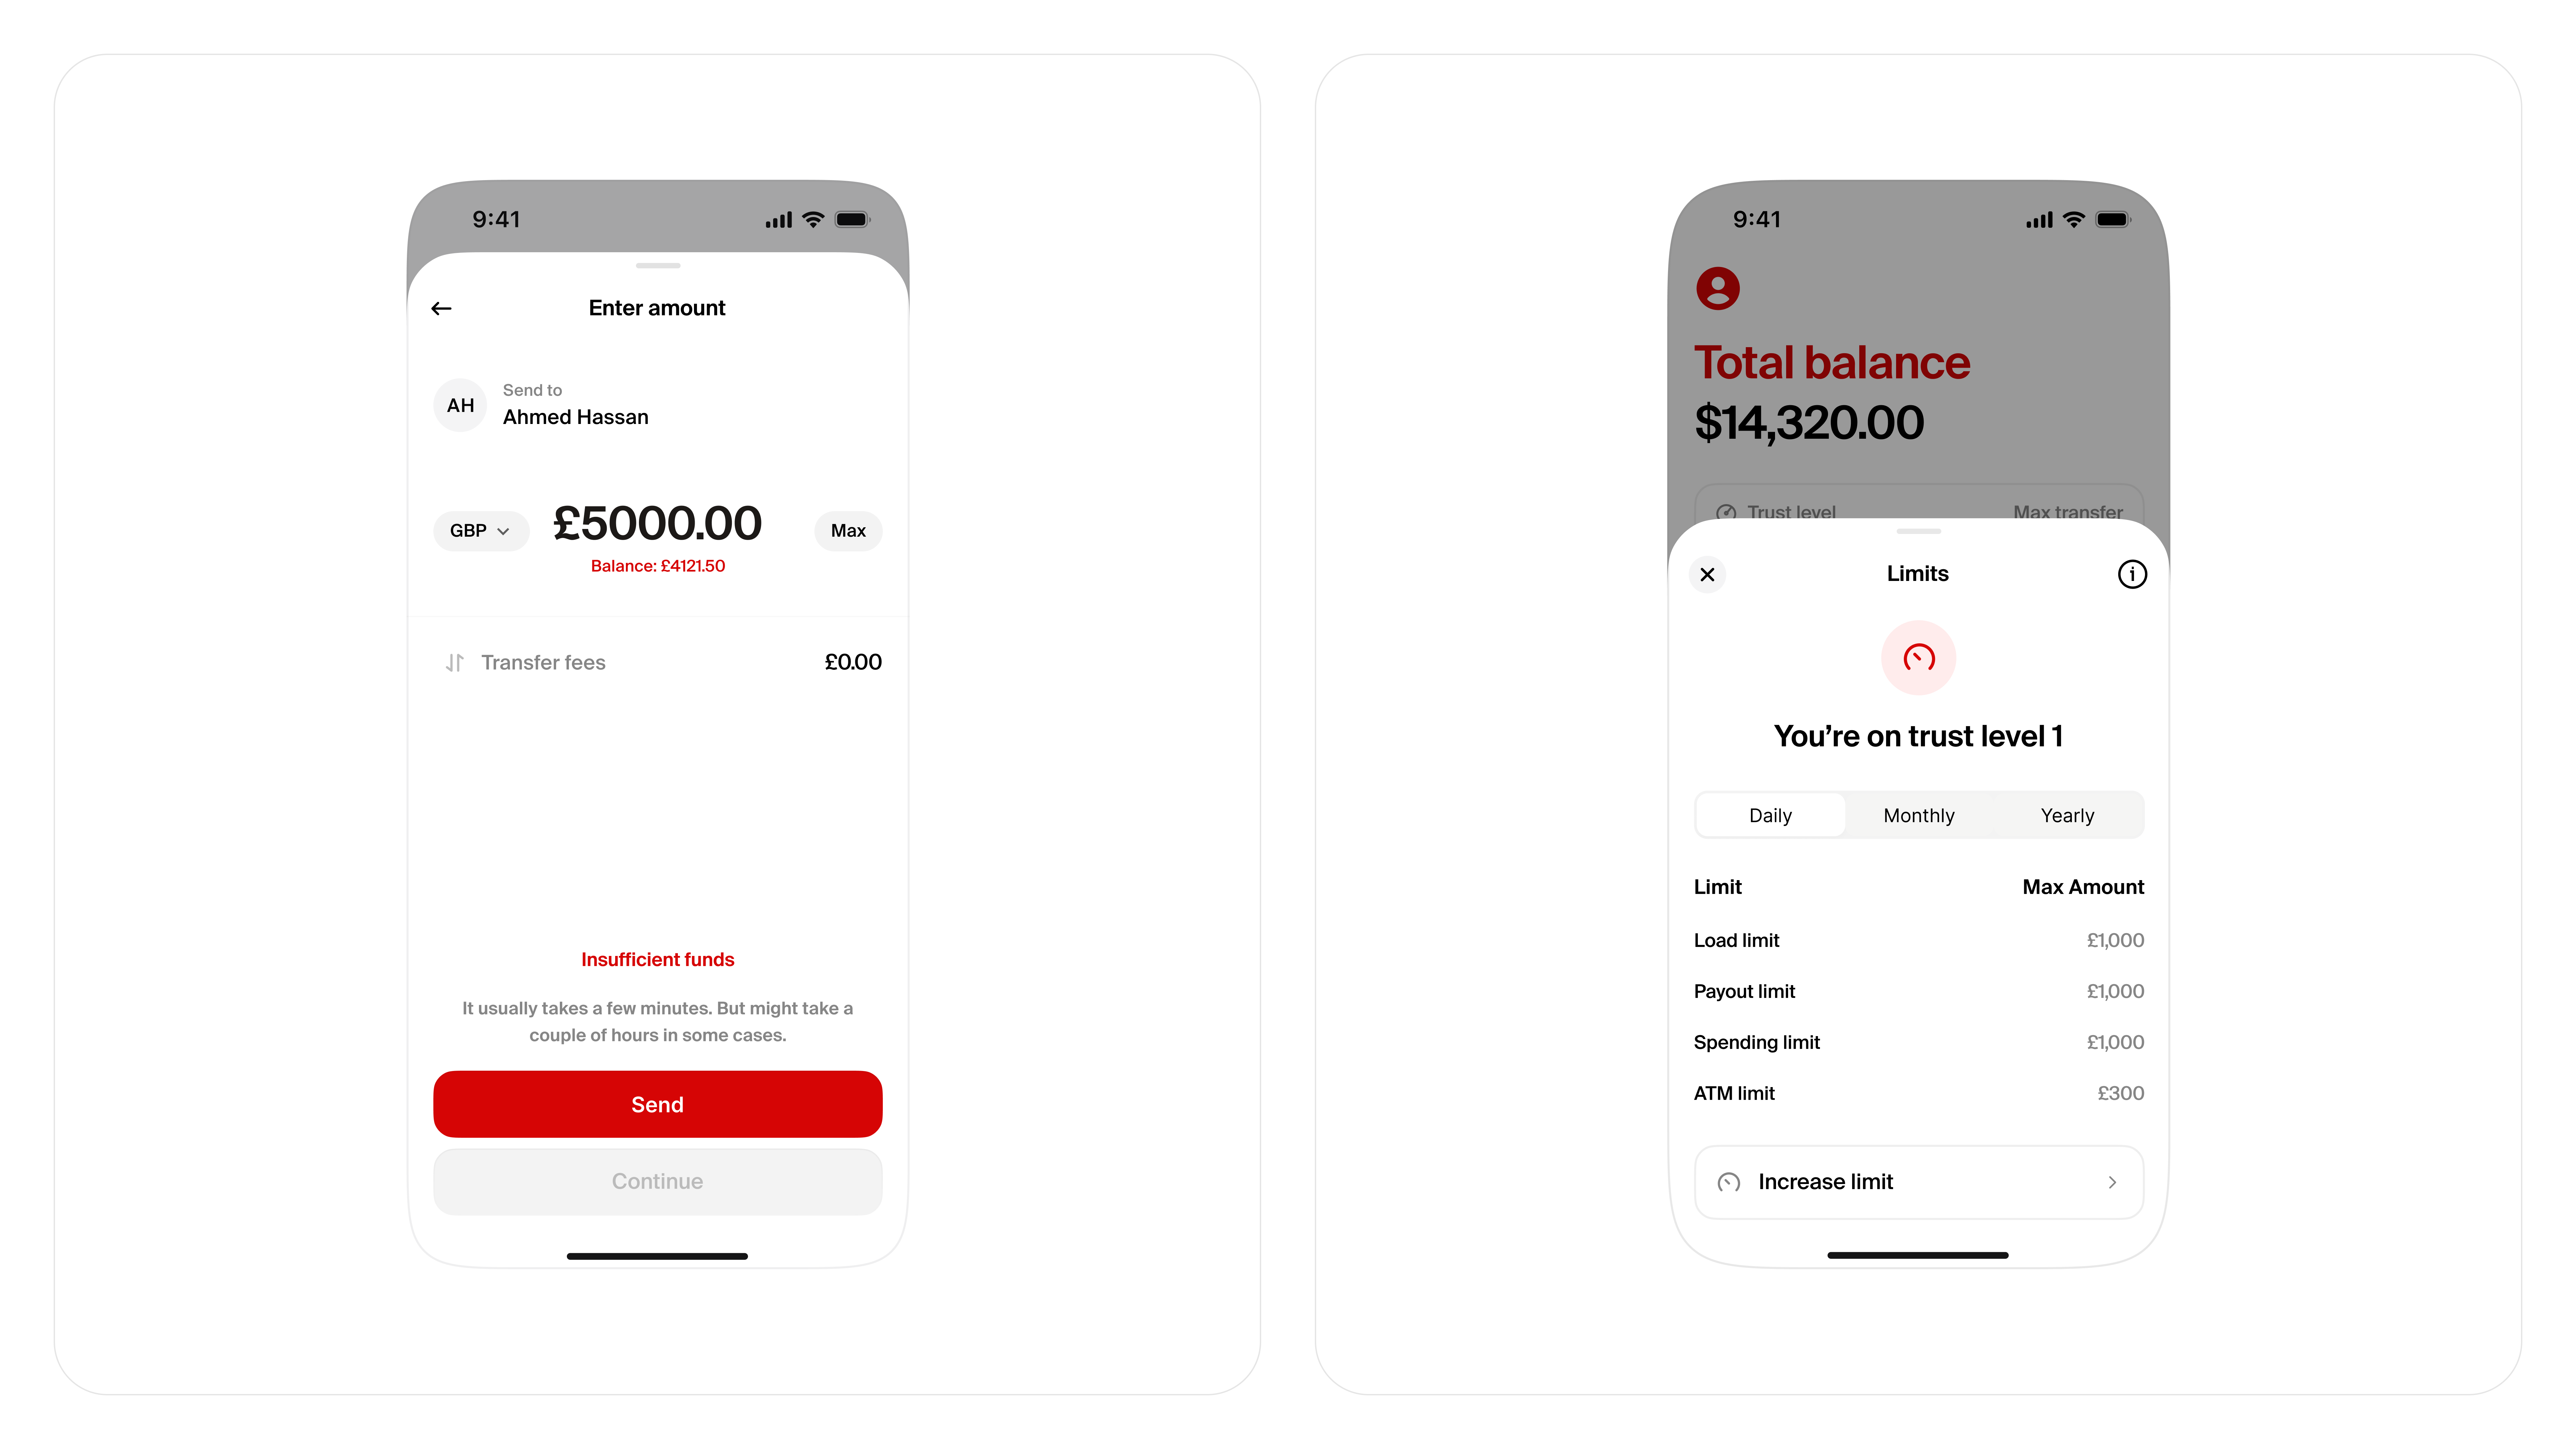 9:41
Enter amount
AH
Send to
Ahmed Hassan
GBP
£5000.00
Max
Balance: £4121.50
Transfer fees £0.00
Insufficient funds
It usually takes a few minutes. But might take a
couple of hours in some cases.
Send
Continue
9:41
Total balance
$14,320.00
Trust level Max transfer
Limits
You’re on trust level 1
Daily Monthly Yearly
Limit Max Amount
Load limit £1,000
Payout limit £1,000
Spending limit £1,000
ATM limit £300
Increase limit